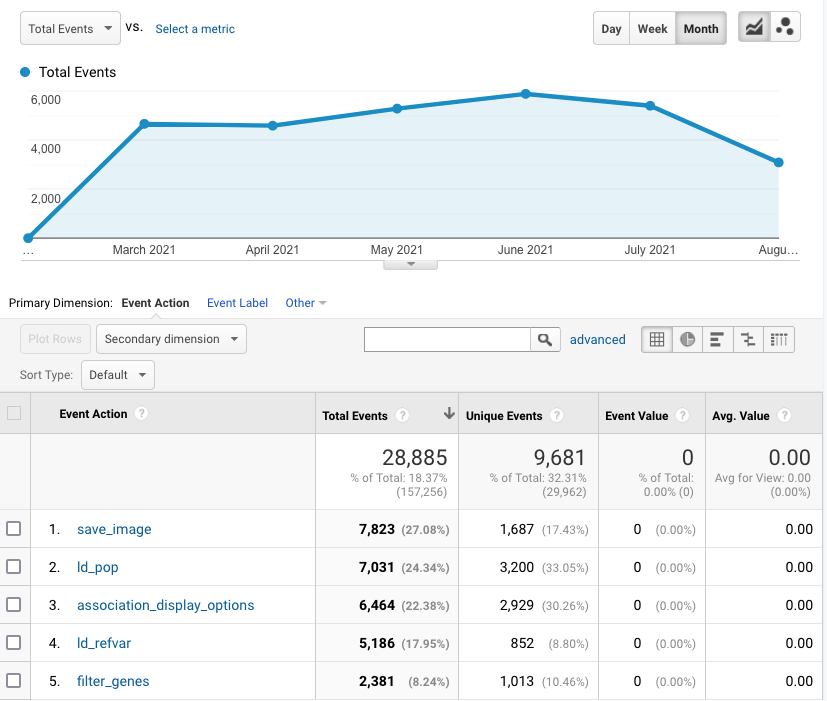 Total Events vs. Select a metric Day Week Month
Total Events
6,000
4,000
2,000
... March 2021 April 2021 May 2021 June 2021 July 2021 Augu...
Primary Dimension: Event Action Event Label Other
Plot Rows Secondary dimension advanced
Sort Type: Default
Event Action ? Total Events ? Unique Events ? Event Value ? Avg. Value ?
28,885 9,681 0 0.00
% of Total: 18.37% % of Total: 32.31% % of Total: Avg for View: 0.00
(157,256) (29,962) 0.00% (0) (0.00%)
1. save_image 7,823 (27.08%) 1,687 (17.43%) 0 (0.00%) 0.00
2. ld_pop 7,031 (24.34%) 3,200 (33.05%) 0 (0.00%) 0.00
3. association_display_options 6,464 (22.38%) 2,929 (30.26%) 0 (0.00%) 0.00
4. ld_refvar 5,186 (17.95%) 852 (8.80%) 0 (0.00%) 0.00
5. filter_genes 2,381 (8.24%) 1,013 (10.46%) 0 (0.00%) 0.00